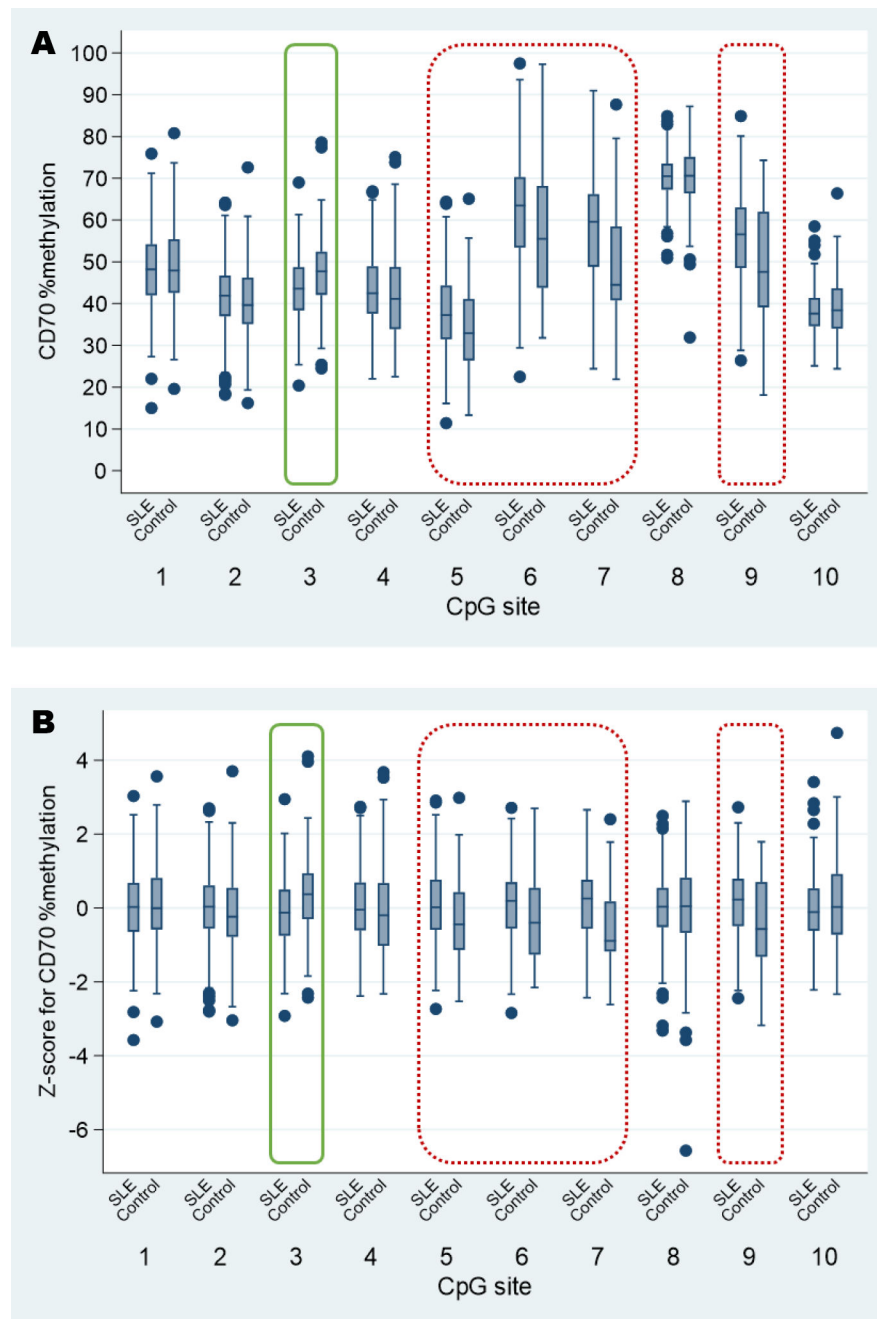 A
CD70 %methylation
100
90
80
70
60
50
40
30
20
10
0
SLE Control SLE Control SLE Control SLE Control SLE Control SLE Control SLE Control SLE Control SLE Control SLE Control
1 2 3 4 5 6 7 8 9 10
CpG site
B
Z-score for CD70 %methylation
4
2
0
-2
-4
-6
SLE Control SLE Control SLE Control SLE Control SLE Control SLE Control SLE Control SLE Control SLE Control SLE Control
1 2 3 4 5 6 7 8 9 10
CpG site